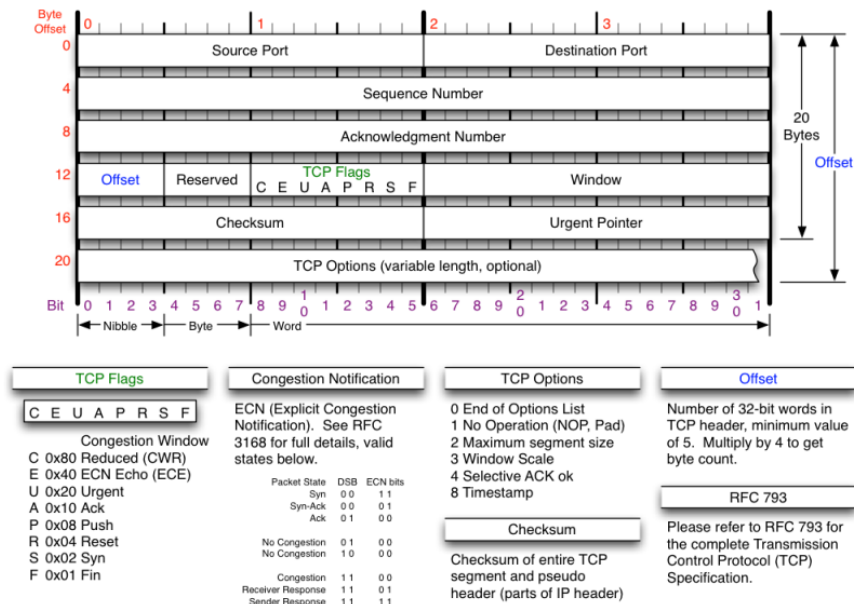 Byte
Offset
0 1 2 3
0 Source Port Destination Port
4 Sequence Number
8 Acknowledgment Number
20
Bytes
Offset
12 Offset Reserved TCP Flags Window
C E U A P R S F
16 Checksum Urgent Pointer
20 TCP Options (variable length, optional)
Bit 0 1 2 3 4 5 6 7 8 9 10 1 2 3 4 5 6 7 8 9 20 1 2 3 4 5 6 7 8 9 30 1
Nibble Byte Word
TCP Flags
C E U A P R S F
Congestion Window
C 0x80 Reduced (CWR)
E 0x40 ECN Echo (ECE)
U 0x20 Urgent
A 0x10 Ack
P 0x08 Push
R 0x04 Reset
S 0x02 Syn
F 0x01 Fin
Congestion Notification
ECN (Explicit Congestion
Notification). See RFC
3168 for full details, valid
states below.
Packet State DSB ECN bits
Syn 0 0 1 1
Syn-Ack 0 0 0 1
Ack 0 1 0 0
No Congestion 0 1 0 0
No Congestion 1 0 0 0
Congestion 1 1 0 0
Receiver Response 1 1 0 1
Sender Response 1 1 1 1
TCP Options
0 End of Options List
1 No Operation (NOP, Pad)
2 Maximum segment size
3 Window Scale
4 Selective ACK ok
8 Timestamp
Checksum
Checksum of entire TCP
segment and pseudo
header (parts of IP header)
Offset
Number of 32-bit words in
TCP header, minimum value
of 5. Multiply by 4 to get
byte count.
RFC 793
Please refer to RFC 793 for
the complete Transmission
Control Protocol (TCP)
Specification.